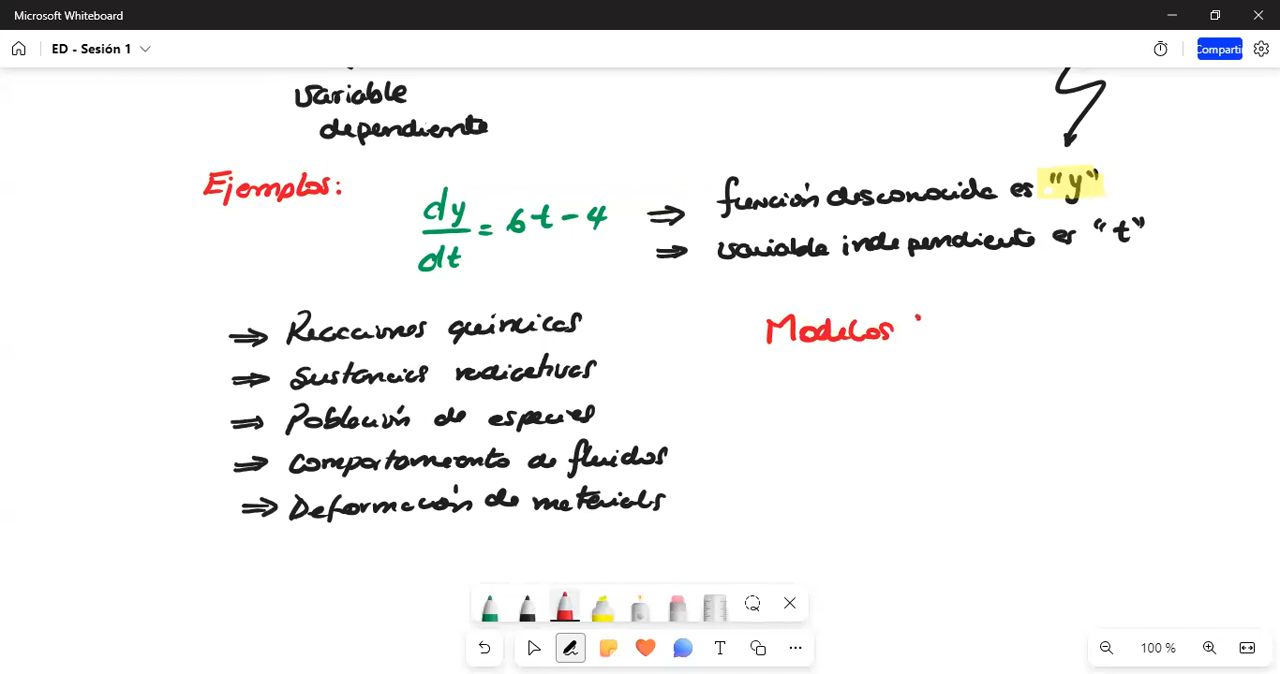 Microsoft Whiteboard
ED - Sesión 1
Compartir
variable
dependiente
Ejemplos:
dy/dt = 6t - 4
⇒ función desconocida es "y"
⇒ variable independiente es "t"
⇒ Reacciones químicas
⇒ Sustancias radiactivas
⇒ Población de especies
⇒ Comportamiento de fluidos
⇒ Deformación de materiales
Modelos
100 %